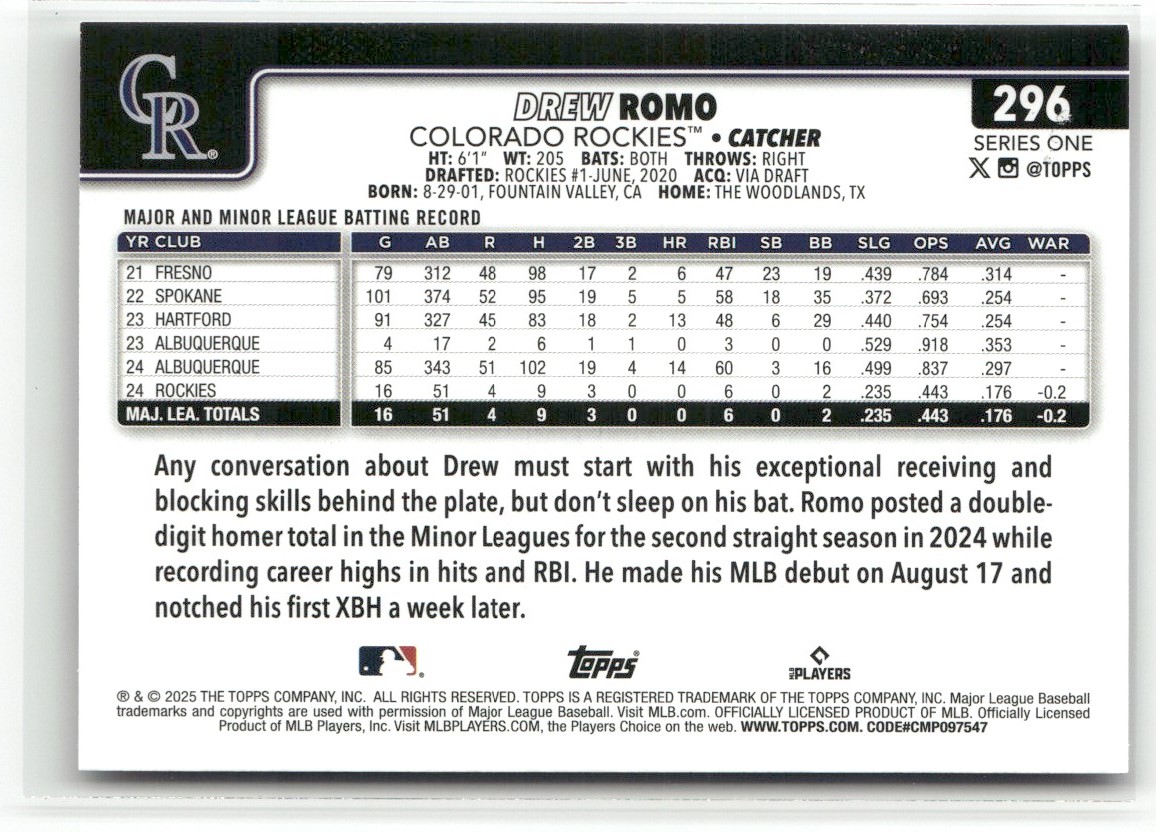 CR®
296
DREW ROMO
COLORADO ROCKIES™ • CATCHER
SERIES ONE
HT: 6'1" WT: 205 BATS: BOTH THROWS: RIGHT
@TOPPS
DRAFTED: ROCKIES #1-JUNE, 2020 ACQ: VIA DRAFT
BORN: 8-29-01, FOUNTAIN VALLEY, CA HOME: THE WOODLANDS, TX
MAJOR AND MINOR LEAGUE BATTING RECORD
YR CLUB G AB R H 2B 3B HR RBI SB BB SLG OPS AVG WAR
21 FRESNO 79 312 48 98 17 2 6 47 23 19 .439 .784 .314 -
22 SPOKANE 101 374 52 95 19 5 5 58 18 35 .372 .693 .254 -
23 HARTFORD 91 327 45 83 18 2 13 48 6 29 .440 .754 .254 -
23 ALBUQUERQUE 4 17 2 6 1 1 0 3 0 0 .529 .918 .353 -
24 ALBUQUERQUE 85 343 51 102 19 4 14 60 3 16 .499 .837 .297 -
24 ROCKIES 16 51 4 9 3 0 0 6 0 2 .235 .443 .176 -0.2
MAJ. LEA. TOTALS 16 51 4 9 3 0 0 6 0 2 .235 .443 .176 -0.2
Any conversation about Drew must start with his exceptional receiving and
blocking skills behind the plate, but don't sleep on his bat. Romo posted a double-
digit homer total in the Minor Leagues for the second straight season in 2024 while
recording career highs in hits and RBI. He made his MLB debut on August 17 and
notched his first XBH a week later.
Topps® MLB PLAYERS
® & © 2025 THE TOPPS COMPANY, INC. ALL RIGHTS RESERVED. TOPPS IS A REGISTERED TRADEMARK OF THE TOPPS COMPANY, INC. Major League Baseball
trademarks and copyrights are used with permission of Major League Baseball. Visit MLB.com. OFFICIALLY LICENSED PRODUCT OF MLB. Officially Licensed
Product of MLB Players, Inc. Visit MLBPLAYERS.COM, the Players Choice on the web. WWW.TOPPS.COM. CODE#CMP097547